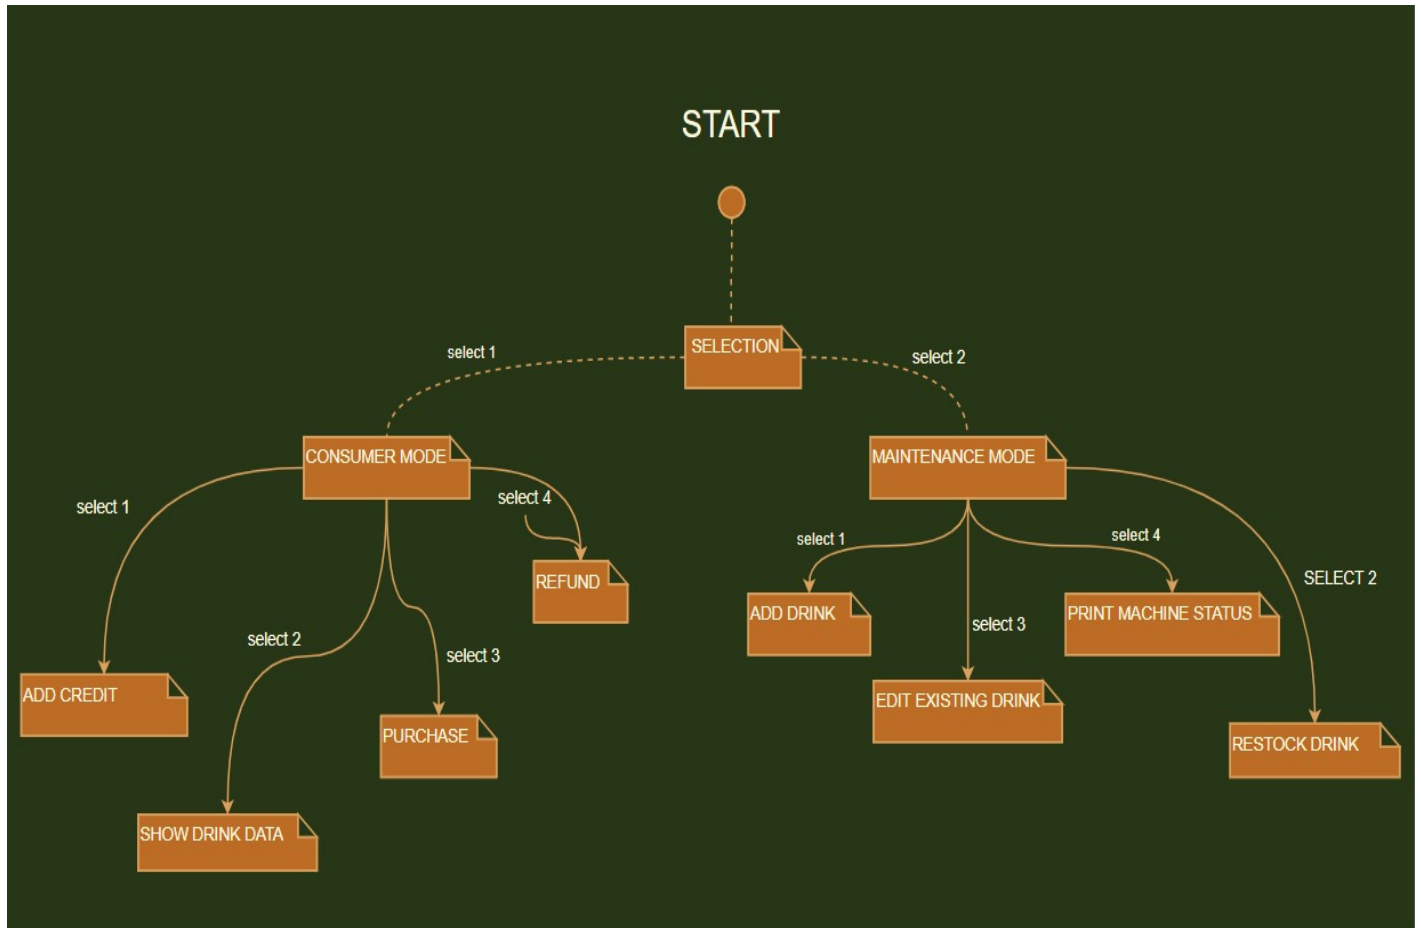 START
SELECTION
select 1
select 2
CONSUMER MODE
MAINTENANCE MODE
select 1
select 4
select 2
select 3
REFUND
ADD CREDIT
PURCHASE
SHOW DRINK DATA
select 1
select 4
SELECT 2
select 3
ADD DRINK
PRINT MACHINE STATUS
EDIT EXISTING DRINK
RESTOCK DRINK